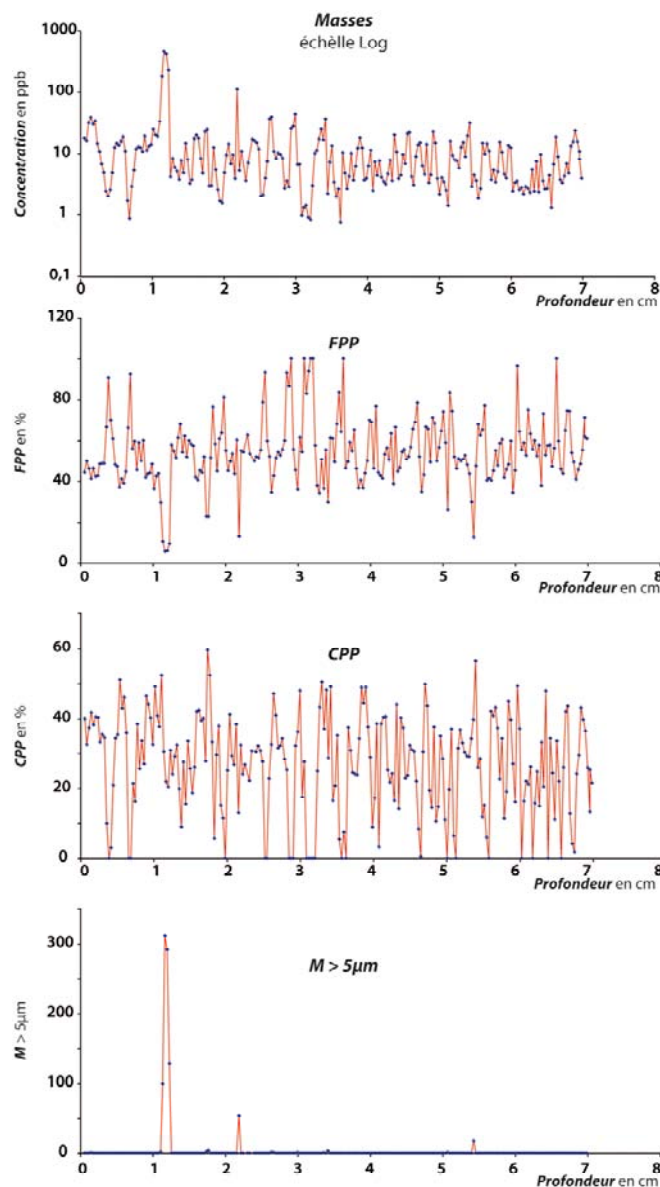 Masses
échèlle Log
Concentration en ppb
1000
100
10
1
0,1
0 1 2 3 4 5 6 7 8
Profondeur en cm
FPP
FPP en %
120
80
40
0
0 1 2 3 4 5 6 7 8
Profondeur en cm
CPP
CPP en %
60
40
20
0
0 1 2 3 4 5 6 7 8
Profondeur en cm
M > 5µm
M > 5µm
300
200
100
0
0 1 2 3 4 5 6 7 8
Profondeur en cm